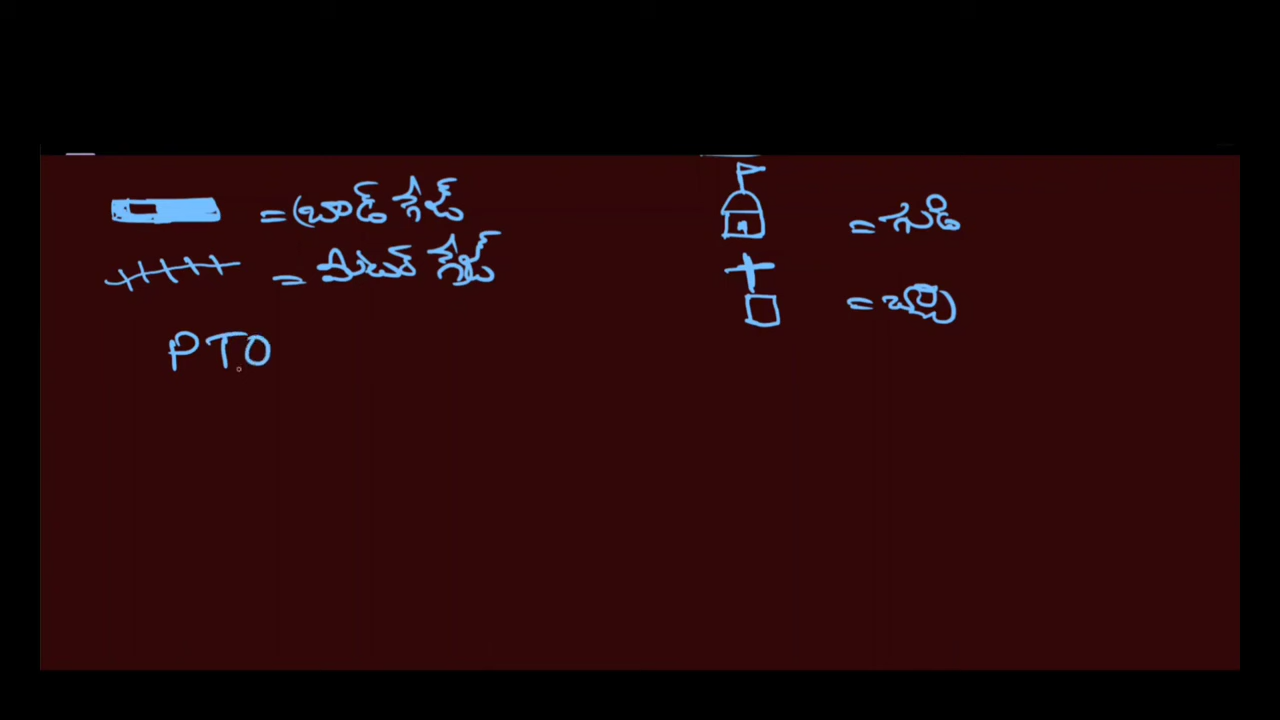 = బ్రాడ్ గేజ్
= మీటర్ గేజ్
PTO
= గుడి
= చర్చి